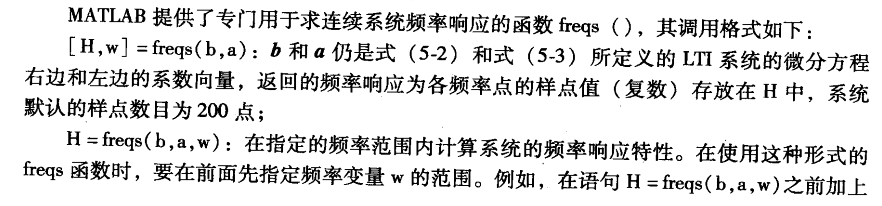 MATLAB 提供了专门用于求连续系统频率响应的函数 freqs（），其调用格式如下：
[H,w]=freqs(b,a)：b 和 a 仍是式（5-2）和式（5-3）所定义的 LTI 系统的微分方程
右边和左边的系数向量，返回的频率响应为各频率点的样点值（复数）存放在 H 中，系统
默认的样点数目为 200 点；
H=freqs(b,a,w)：在指定的频率范围内计算系统的频率响应特性。在使用这种形式的
freqs 函数时，要在前面先指定频率变量 w 的范围。例如，在语句 H=freqs(b,a,w)之前加上